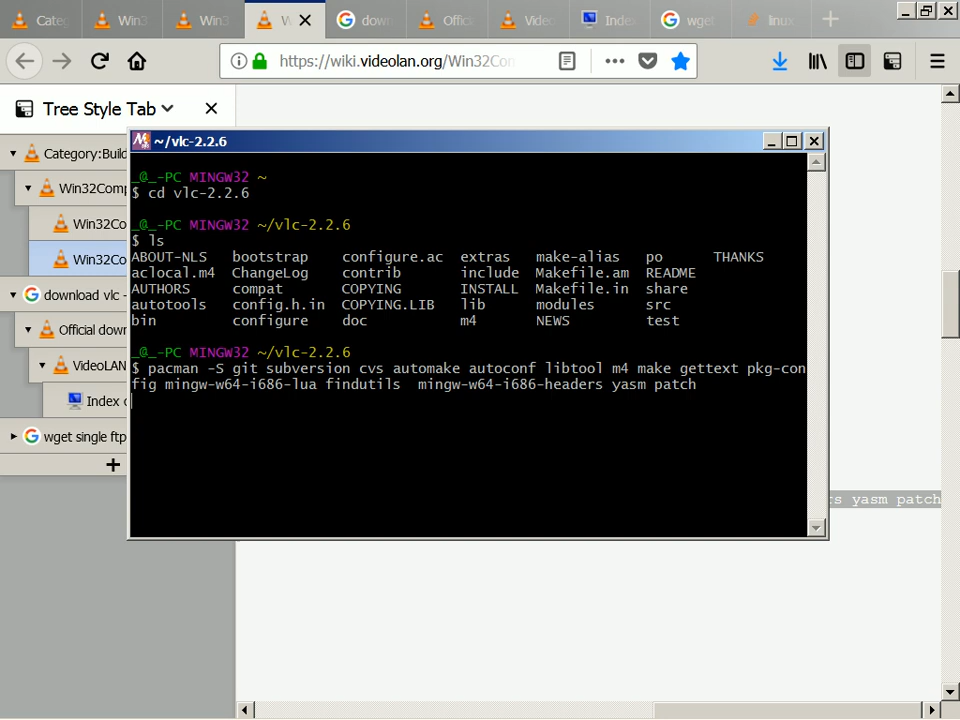 Cate
Win3
Win3
W
dow
Offic
Video
Index
wget
linux
https://wiki.videolan.org/Win32Co
Tree Style Tab
Category:Build
Win32Comp
Win32Co
Win32Co
download vlc -
Official down
VideoLAN
Index o
wget single ftp
~/vlc-2.2.6
_@_-PC MINGW32 ~
$ cd vlc-2.2.6
_@_-PC MINGW32 ~/vlc-2.2.6
$ ls
ABOUT-NLS bootstrap configure.ac extras make-alias po THANKS
aclocal.m4 ChangeLog contrib include Makefile.am README
AUTHORS compat COPYING INSTALL Makefile.in share
autotools config.h.in COPYING.LIB lib modules src
bin configure doc m4 NEWS test
_@_-PC MINGW32 ~/vlc-2.2.6
$ pacman -S git subversion cvs automake autoconf libtool m4 make gettext pkg-con
fig mingw-w64-i686-lua findutils  mingw-w64-i686-headers yasm patch
rs yasm patch